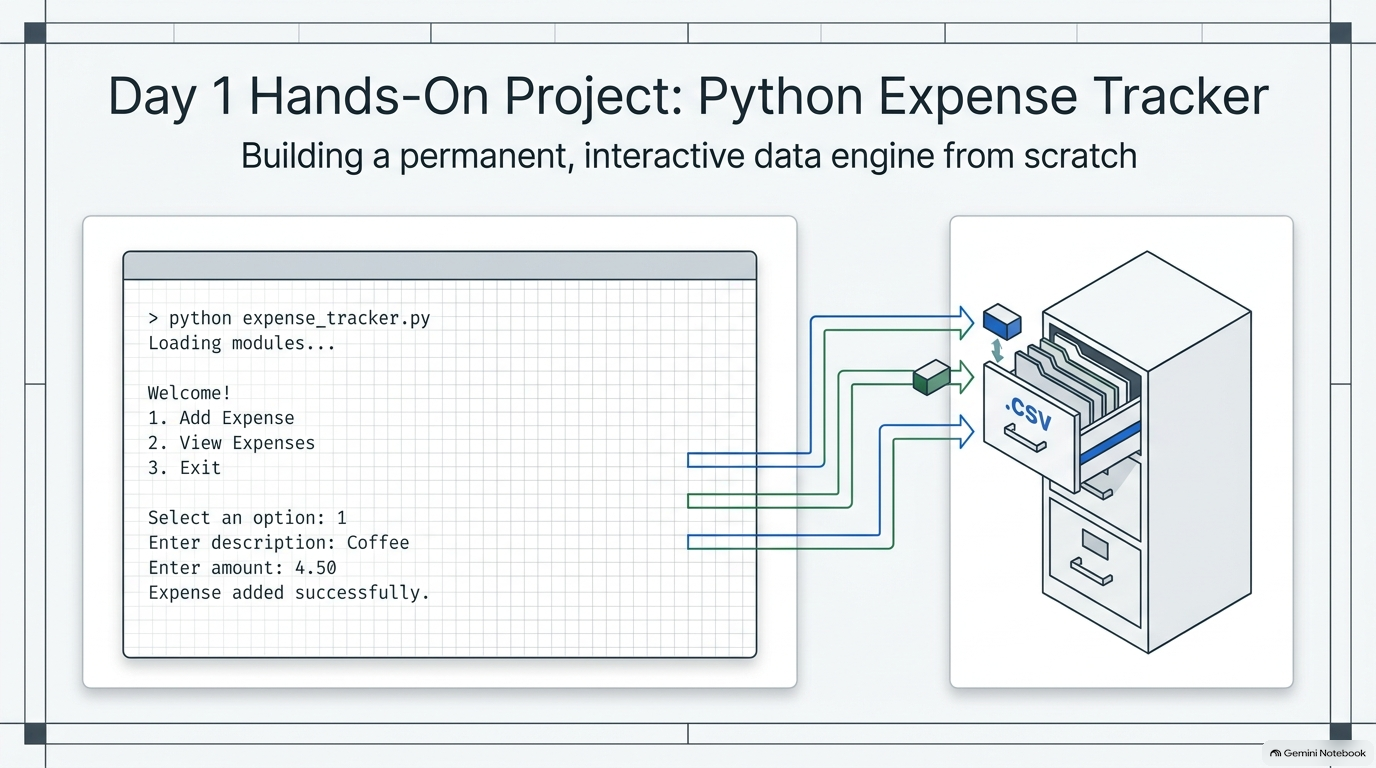 Day 1 Hands-On Project: Python Expense Tracker
Building a permanent, interactive data engine from scratch
> python expense_tracker.py
Loading modules...
Welcome!
1. Add Expense
2. View Expenses
3. Exit
Select an option: 1
Enter description: Coffee
Enter amount: 4.50
Expense added successfully.
.CSV
Gemini Notebook